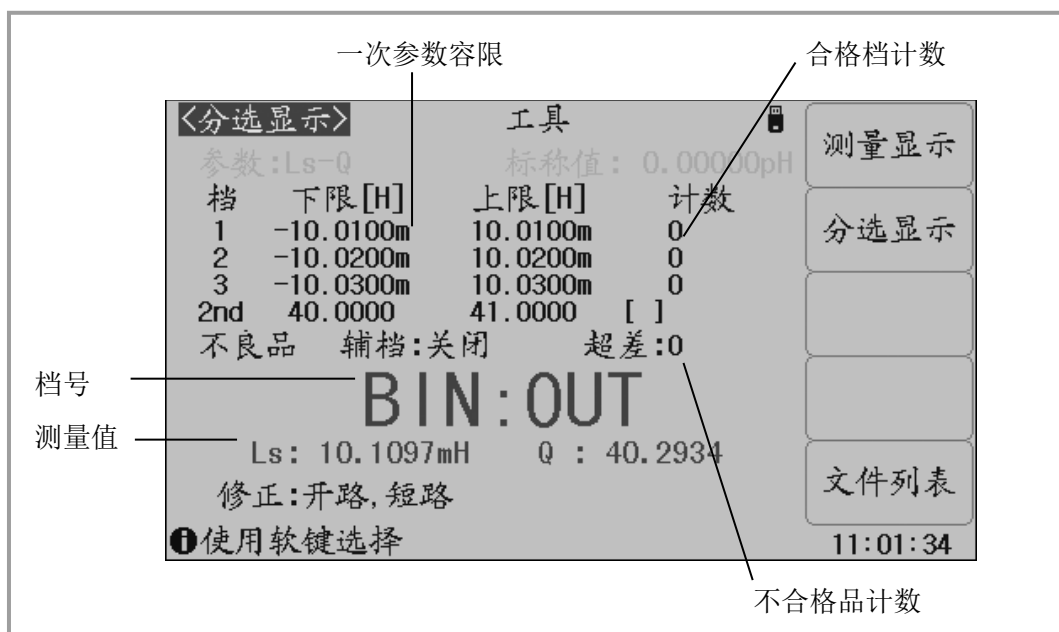 一次参数容限 合格档计数
<分选显示> 工具 测量显示
参数:Ls-Q 标称值: 0.00000pH
档 下限[H] 上限[H] 计数
1 -10.0100m 10.0100m 0 分选显示
2 -10.0200m 10.0200m 0
3 -10.0300m 10.0300m 0
2nd 40.0000 41.0000 [ ]
不良品 辅档:关闭 超差:0
档号 BIN:OUT
测量值 Ls: 10.1097mH Q : 40.2934
修正:开路,短路 文件列表
使用软键选择 11:01:34
不合格品计数